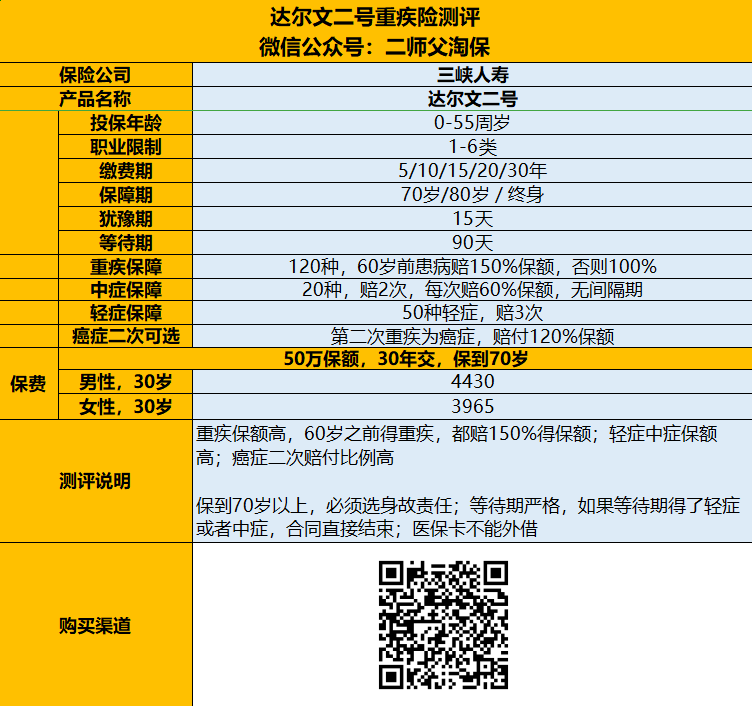 达尔文二号重疾险测评
微信公众号：二师父淘保
保险公司 三峡人寿
产品名称 达尔文二号
投保年龄 0-55周岁
职业限制 1-6类
缴费期 5/10/15/20/30年
保障期 70岁/80岁 / 终身
犹豫期 15天
等待期 90天
重疾保障 120种，60岁前患病赔150%保额，否则100%
中症保障 20种，赔2次，每次赔60%保额，无间隔期
轻症保障 50种轻症，赔3次
癌症二次可选 第二次重疾为癌症，赔付120%保额
保费
50万保额，30年交，保到70岁
男性，30岁 4430
女性，30岁 3965
测评说明
重疾保额高，60岁之前得重疾，都赔150%得保额；轻症中症保额
高；癌症二次赔付比例高
保到70岁以上，必须选身故责任；等待期严格，如果等待期得了轻症
或者中症，合同直接结束；医保卡不能外借
购买渠道